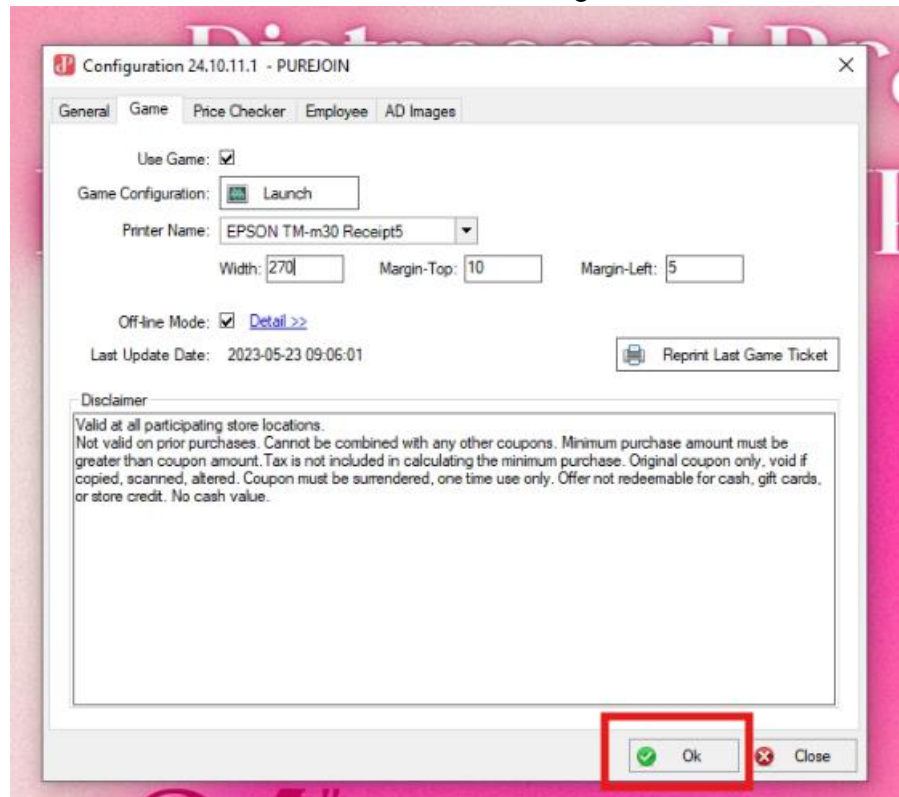 Configuration 24.10.11.1 - PUREJOIN
General Game Price Checker Employee AD Images
Use Game:
Game Configuration: Launch
Printer Name: EPSON TM-m30 Receipt5
Width: 270 Margin-Top: 10 Margin-Left: 5
Off-line Mode: Detail >>
Last Update Date: 2023-05-23 09:06:01 Reprint Last Game Ticket
Disclaimer
Valid at all participating store locations.
Not valid on prior purchases. Cannot be combined with any other coupons. Minimum purchase amount must be
greater than coupon amount.Tax is not included in calculating the minimum purchase. Original coupon only, void if
copied, scanned, altered. Coupon must be surrendered, one time use only. Offer not redeemable for cash, gift cards,
or store credit. No cash value.
Ok Close